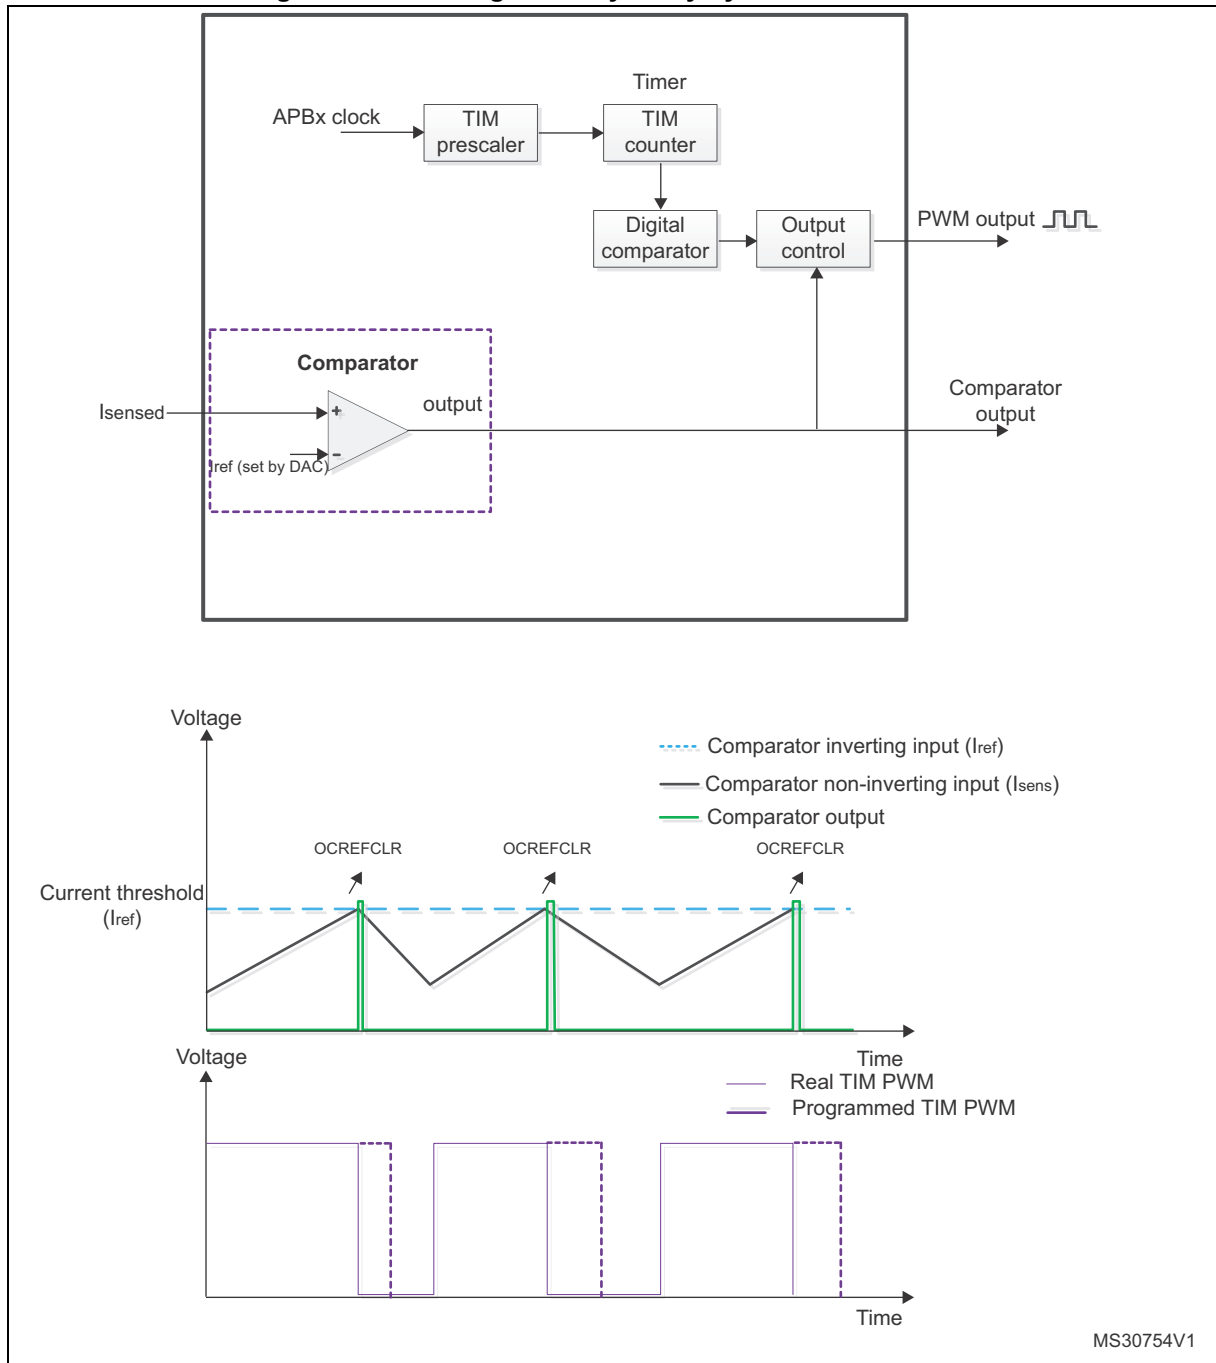 Timer
APBx clock
TIM
prescaler
TIM
counter
Digital
comparator
Output
control
PWM output
Comparator
Isensed
+
-
output
Iref (set by DAC)
Comparator
output
Voltage
Comparator inverting input (Iref)
Comparator non-inverting input (Isens)
Comparator output
OCREFCLR
OCREFCLR
OCREFCLR
Current threshold
(Iref)
Time
Voltage
Real TIM PWM
Programmed TIM PWM
Time
MS30754V1